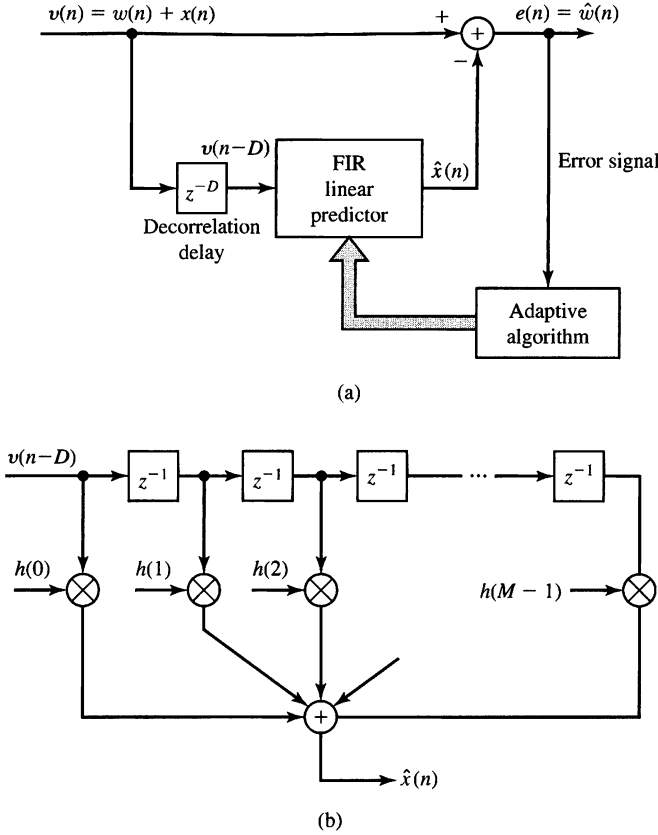 v(n) = w(n) + x(n)
+
+
e(n) = ŵ(n)
−
v(n−D)
z⁻ᴰ
Decorrelation
delay
FIR
linear
predictor
x̂(n)
Error signal
Adaptive
algorithm
(a)
v(n−D)
z⁻¹
z⁻¹
z⁻¹
...
z⁻¹
h(0)
h(1)
h(2)
h(M − 1)
+
x̂(n)
(b)